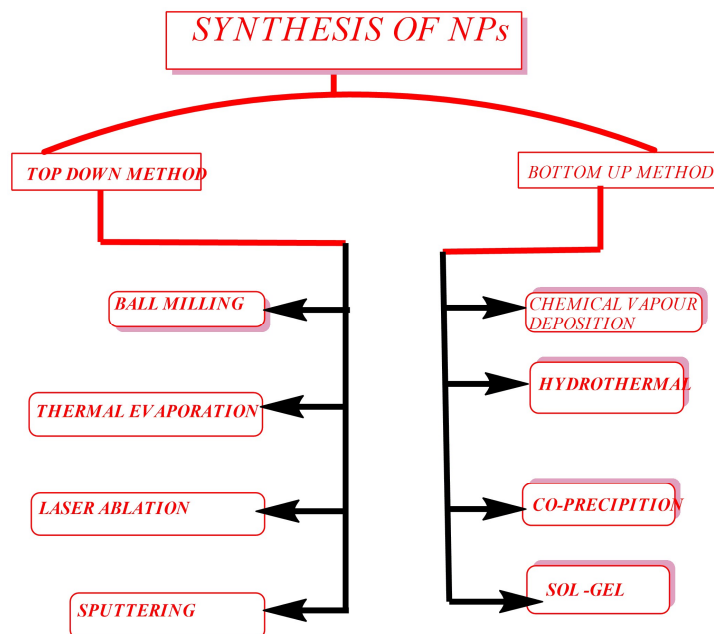 SYNTHESIS OF NPs
TOP DOWN METHOD
BOTTOM UP METHOD
BALL MILLING
THERMAL EVAPORATION
LASER ABLATION
SPUTTERING
CHEMICAL VAPOUR
DEPOSITION
HYDROTHERMAL
CO-PRECIPITION
SOL -GEL